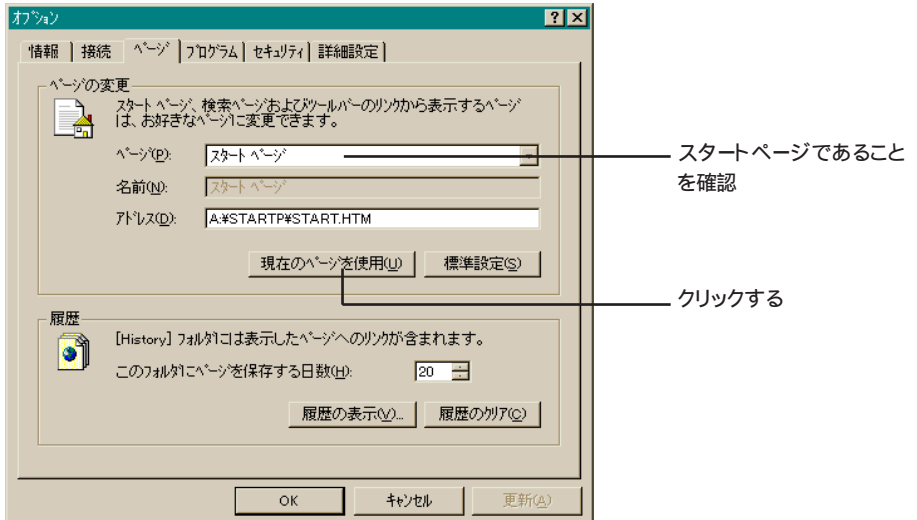 オプション
情報 接続 ページ プログラム セキュリティ 詳細設定
ページの変更
スタート ページ、検索ページおよびツールバーのリンクから表示するページ
は、お好きなページに変更できます。
ページ(P): スタート ページ
名前(N): スタート ページ
アドレス(D): A:¥STARTP¥START.HTM
現在のページを使用(U) 標準設定(S)
履歴
[History] フォルダには表示したページへのリンクが含まれます。
このフォルダにページを保存する日数(H): 20
履歴の表示(V)... 履歴のクリア(C)
OK キャンセル 更新(A)
スタートページであること
を確認
クリックする